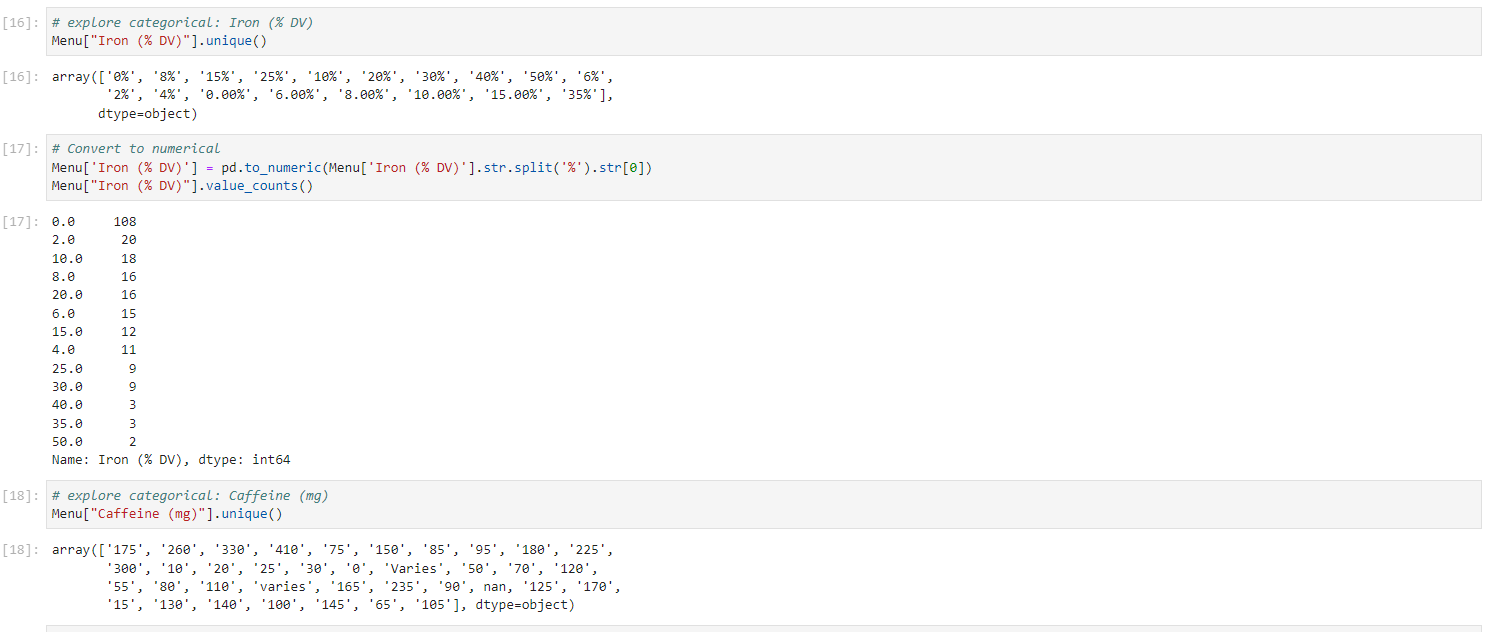 [16]: # explore categorical: Iron (% DV)
Menu["Iron (% DV)"].unique()
[16]: array(['0%', '8%', '15%', '25%', '10%', '20%', '30%', '40%', '50%', '6%',
'2%', '4%', '0.00%', '6.00%', '8.00%', '10.00%', '15.00%', '35%'],
dtype=object)
[17]: # Convert to numerical
Menu['Iron (% DV)'] = pd.to_numeric(Menu['Iron (% DV)'].str.split('%').str[0])
Menu["Iron (% DV)"].value_counts()
[17]: 0.0     108
2.0      20
10.0     18
8.0      16
20.0     16
6.0      15
15.0     12
4.0      11
25.0      9
30.0      9
40.0      3
35.0      3
50.0      2
Name: Iron (% DV), dtype: int64
[18]: # explore categorical: Caffeine (mg)
Menu["Caffeine (mg)"].unique()
[18]: array(['175', '260', '330', '410', '75', '150', '85', '95', '180', '225',
'300', '10', '20', '25', '30', '0', 'Varies', '50', '70', '120',
'55', '80', '110', 'varies', '165', '235', '90', nan, '125', '170',
'15', '130', '140', '100', '145', '65', '105'], dtype=object)